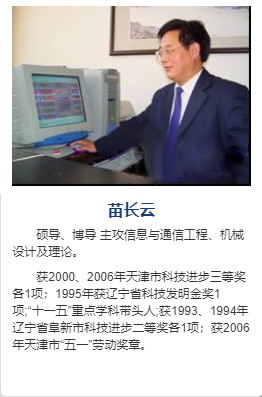 苗长云
硕导、博导 主攻信息与通信工程、机械
设计及理论。
获2000、2006年天津市科技进步三等奖
各1项；1995年获辽宁省科技发明金奖1
项;“十一五”重点学科带头人;获1993、1994年
辽宁省阜新市科技进步二等奖各1项；获2006
年天津市“五一”劳动奖章。